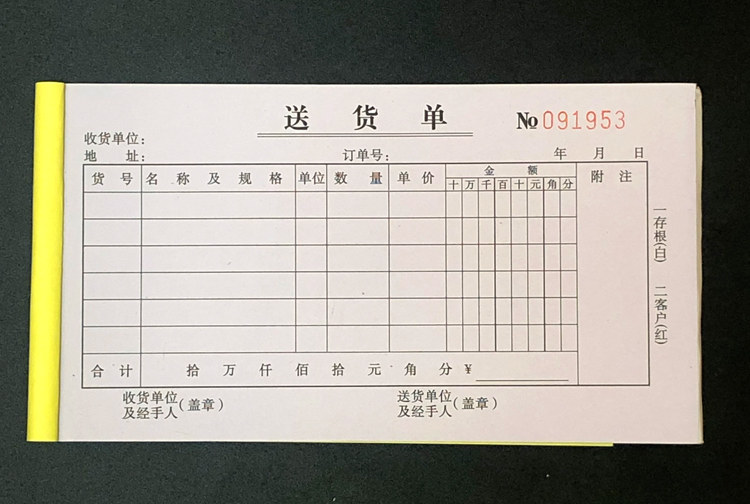 送 货 单 No 091953
收货单位：
地 址： 订单号： 年 月 日
货 号 名 称 及 规 格 单位 数 量 单 价 金 额 附 注
十 万 千 百 十 元 角 分
合 计 拾 万 仟 佰 拾 元 角 分 ¥
收货单位
及经手人（盖章）
送货单位
及经手人（盖章）
一存根(白) 二客户(红)